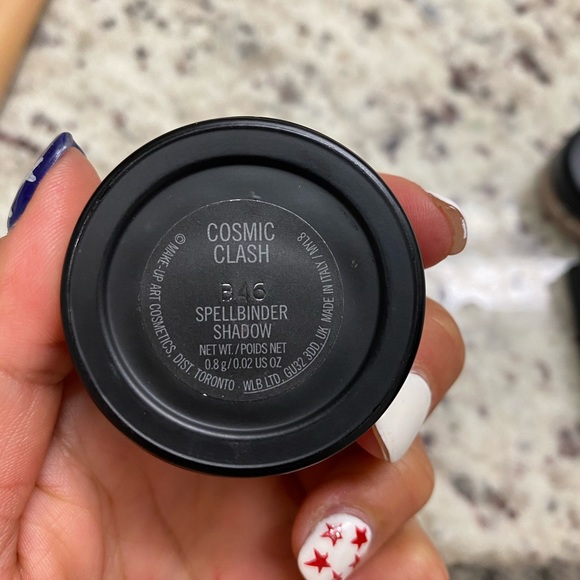 COSMIC
CLASH
B46
SPELLBINDER
SHADOW
NET WT. / POIDS NET
0.8 g / 0.02 US OZ
© MAKE-UP ART COSMETICS, DIST. TORONTO · WLB LTD, GU32 3DD, UK MADE IN ITALY / MYL8